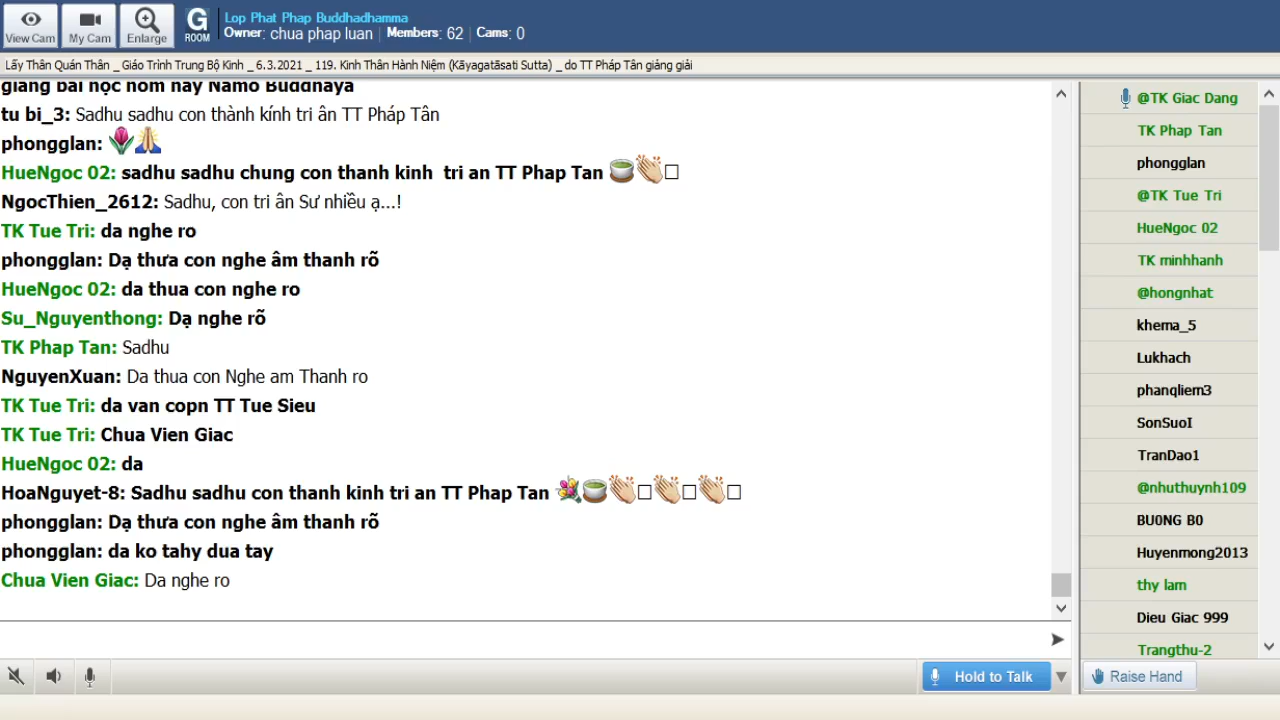 View Cam
My Cam
Enlarge
G
ROOM
Lop Phat Phap Buddhadhamma
Owner: chua phap luan | Members: 62 | Cams: 0
Lấy Thân Quán Thân _ Giáo Trình Trung Bộ Kinh _ 6.3.2021 _ 119. Kinh Thân Hành Niệm (Kāyagatāsati Sutta) _ do TT Pháp Tân giảng giải
giang bai học hôm nay Namo Buddhaya
tu bi_3: Sadhu sadhu con thành kính tri ân TT Pháp Tân
phongglan:
HueNgoc 02: sadhu sadhu chung con thanh kinh tri an TT Phap Tan
NgocThien_2612: Sadhu, con tri ân Sư nhiều ạ...!
TK Tue Tri: da nghe ro
phongglan: Dạ thưa con nghe âm thanh rõ
HueNgoc 02: da thua con nghe ro
Su_Nguyenthong: Dạ nghe rõ
TK Phap Tan: Sadhu
NguyenXuan: Da thua con Nghe am Thanh ro
TK Tue Tri: da van copn TT Tue Sieu
TK Tue Tri: Chua Vien Giac
HueNgoc 02: da
HoaNguyet-8: Sadhu sadhu con thanh kinh tri an TT Phap Tan
phongglan: Dạ thưa con nghe âm thanh rõ
phongglan: da ko tahy dua tay
Chua Vien Giac: Da nghe ro
@TK Giac Dang
TK Phap Tan
phongglan
@TK Tue Tri
HueNgoc 02
TK minhhanh
@hongnhat
khema_5
Lukhach
phanqliem3
SonSuoI
TranDao1
@nhuthuynh109
BU0NG B0
Huyenmong2013
thy lam
Dieu Giac 999
Trangthu-2
Hold to Talk
Raise Hand